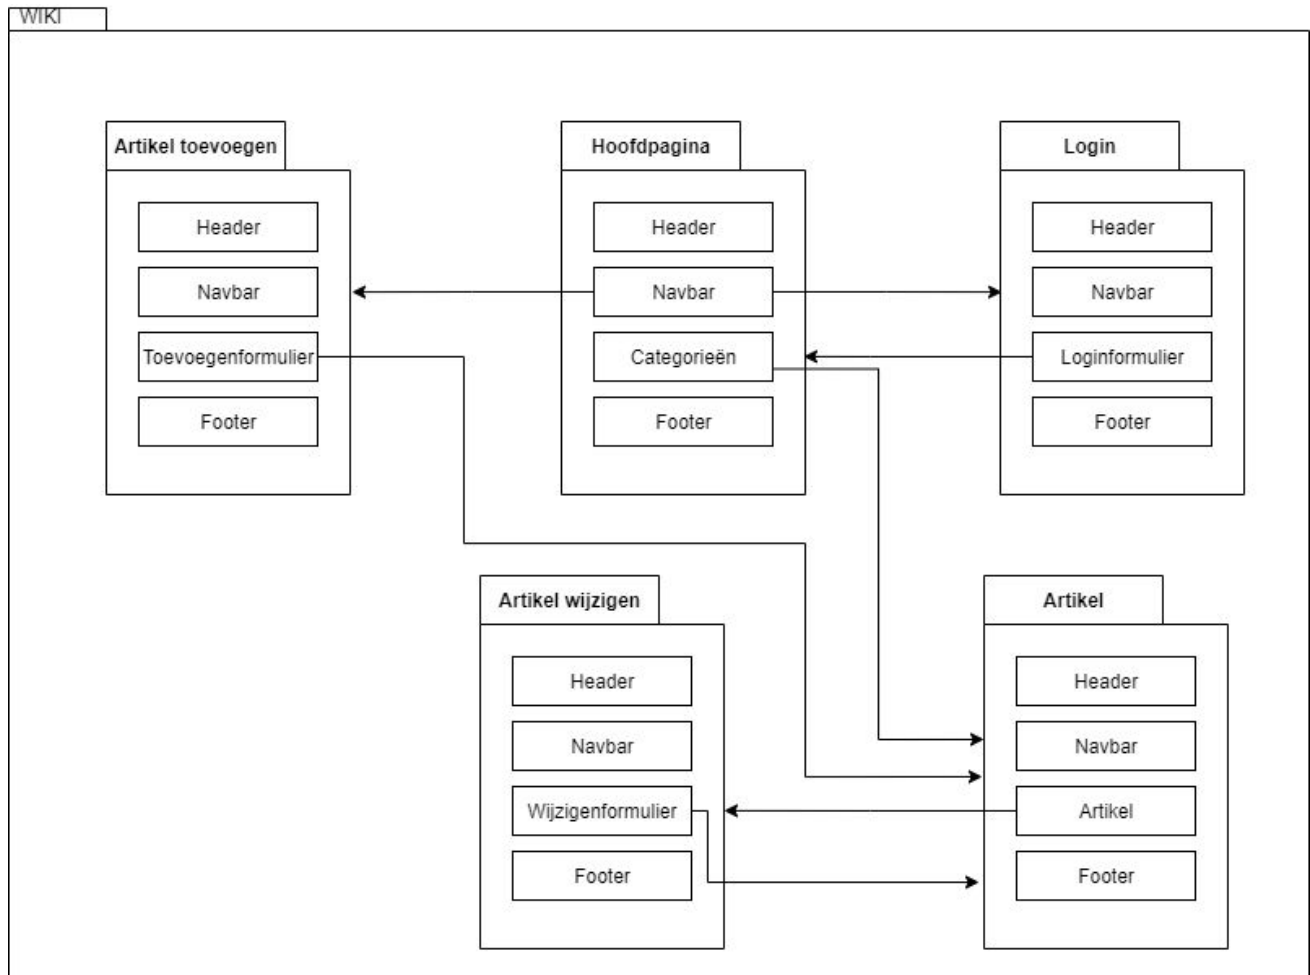 WIKI
Artikel toevoegen
Header
Navbar
Toevoegenformulier
Footer
Hoofdpagina
Header
Navbar
Categorieën
Footer
Login
Header
Navbar
Loginformulier
Footer
Artikel wijzigen
Header
Navbar
Wijzigenformulier
Footer
Artikel
Header
Navbar
Artikel
Footer